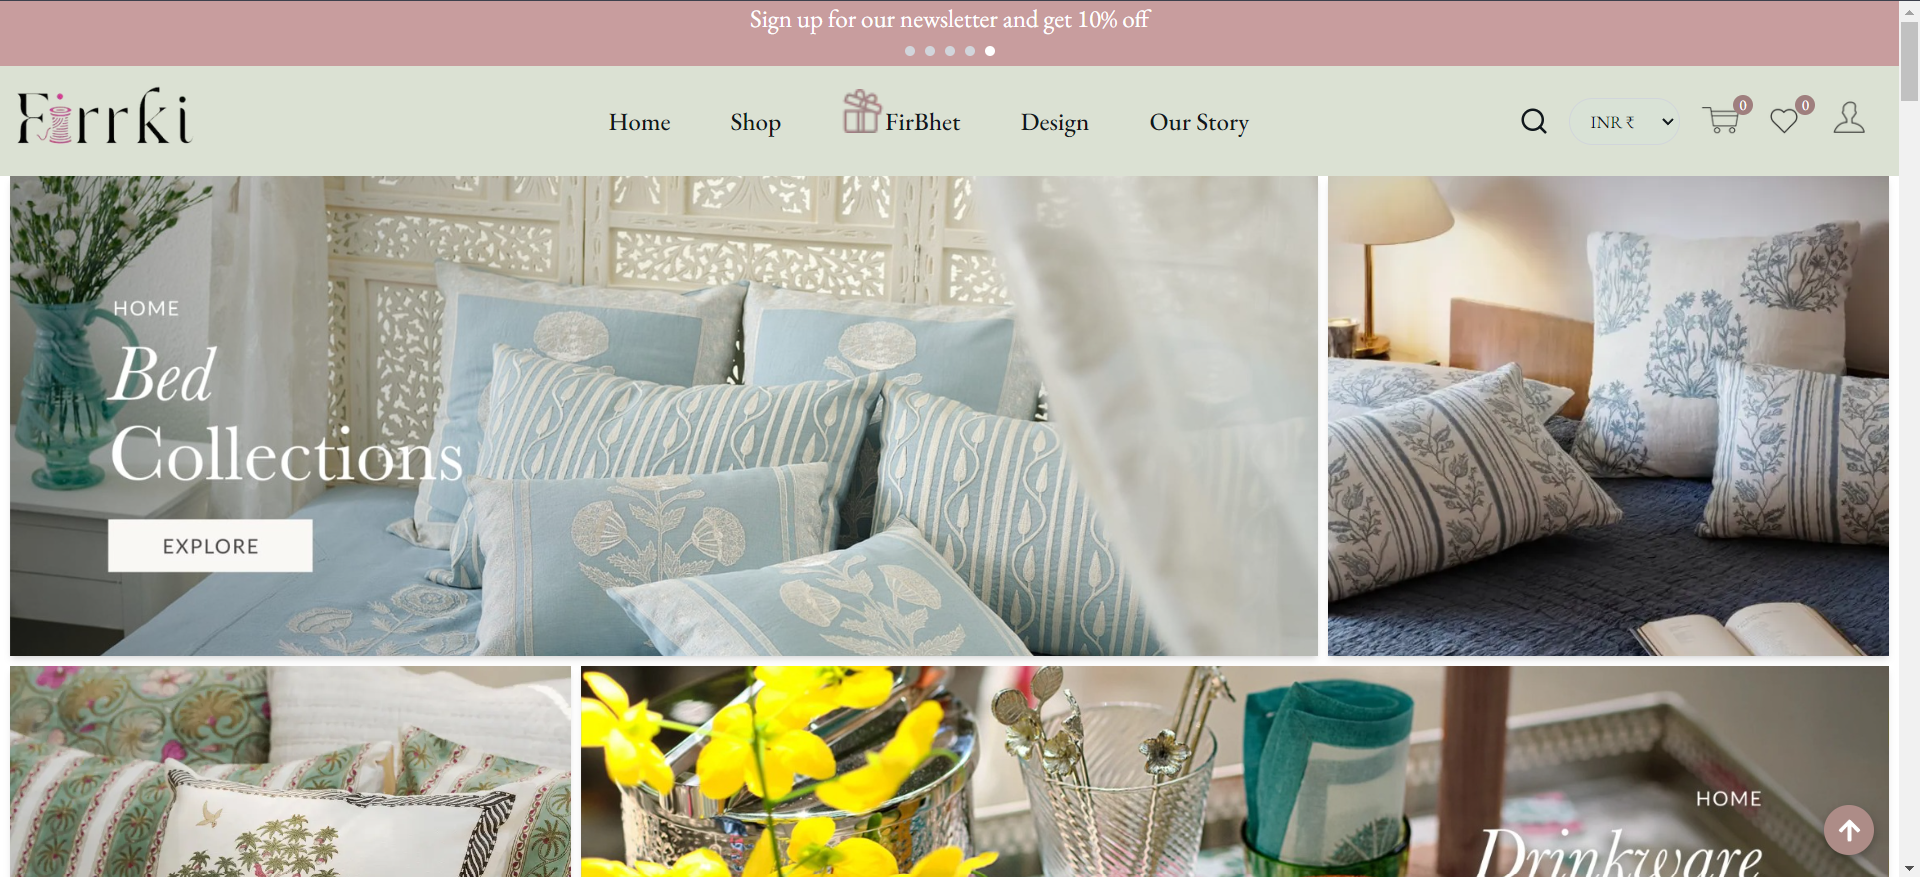 Sign up for our newsletter and get 10% off
Firrki
Home
Shop
FirBhet
Design
Our Story
INR ₹
0
0
HOME
Bed
Collections
EXPLORE
HOME
Drinkware